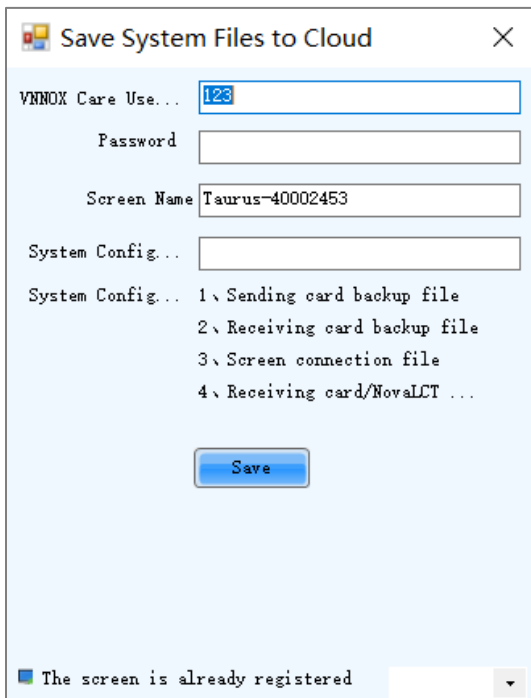 Save System Files to Cloud
VNNOX Care Use... 123
Password
Screen Name Taurus-40002453
System Config...
System Config... 1、Sending card backup file
2、Receiving card backup file
3、Screen connection file
4、Receiving card/NovaLCT ...
Save
The screen is already registered